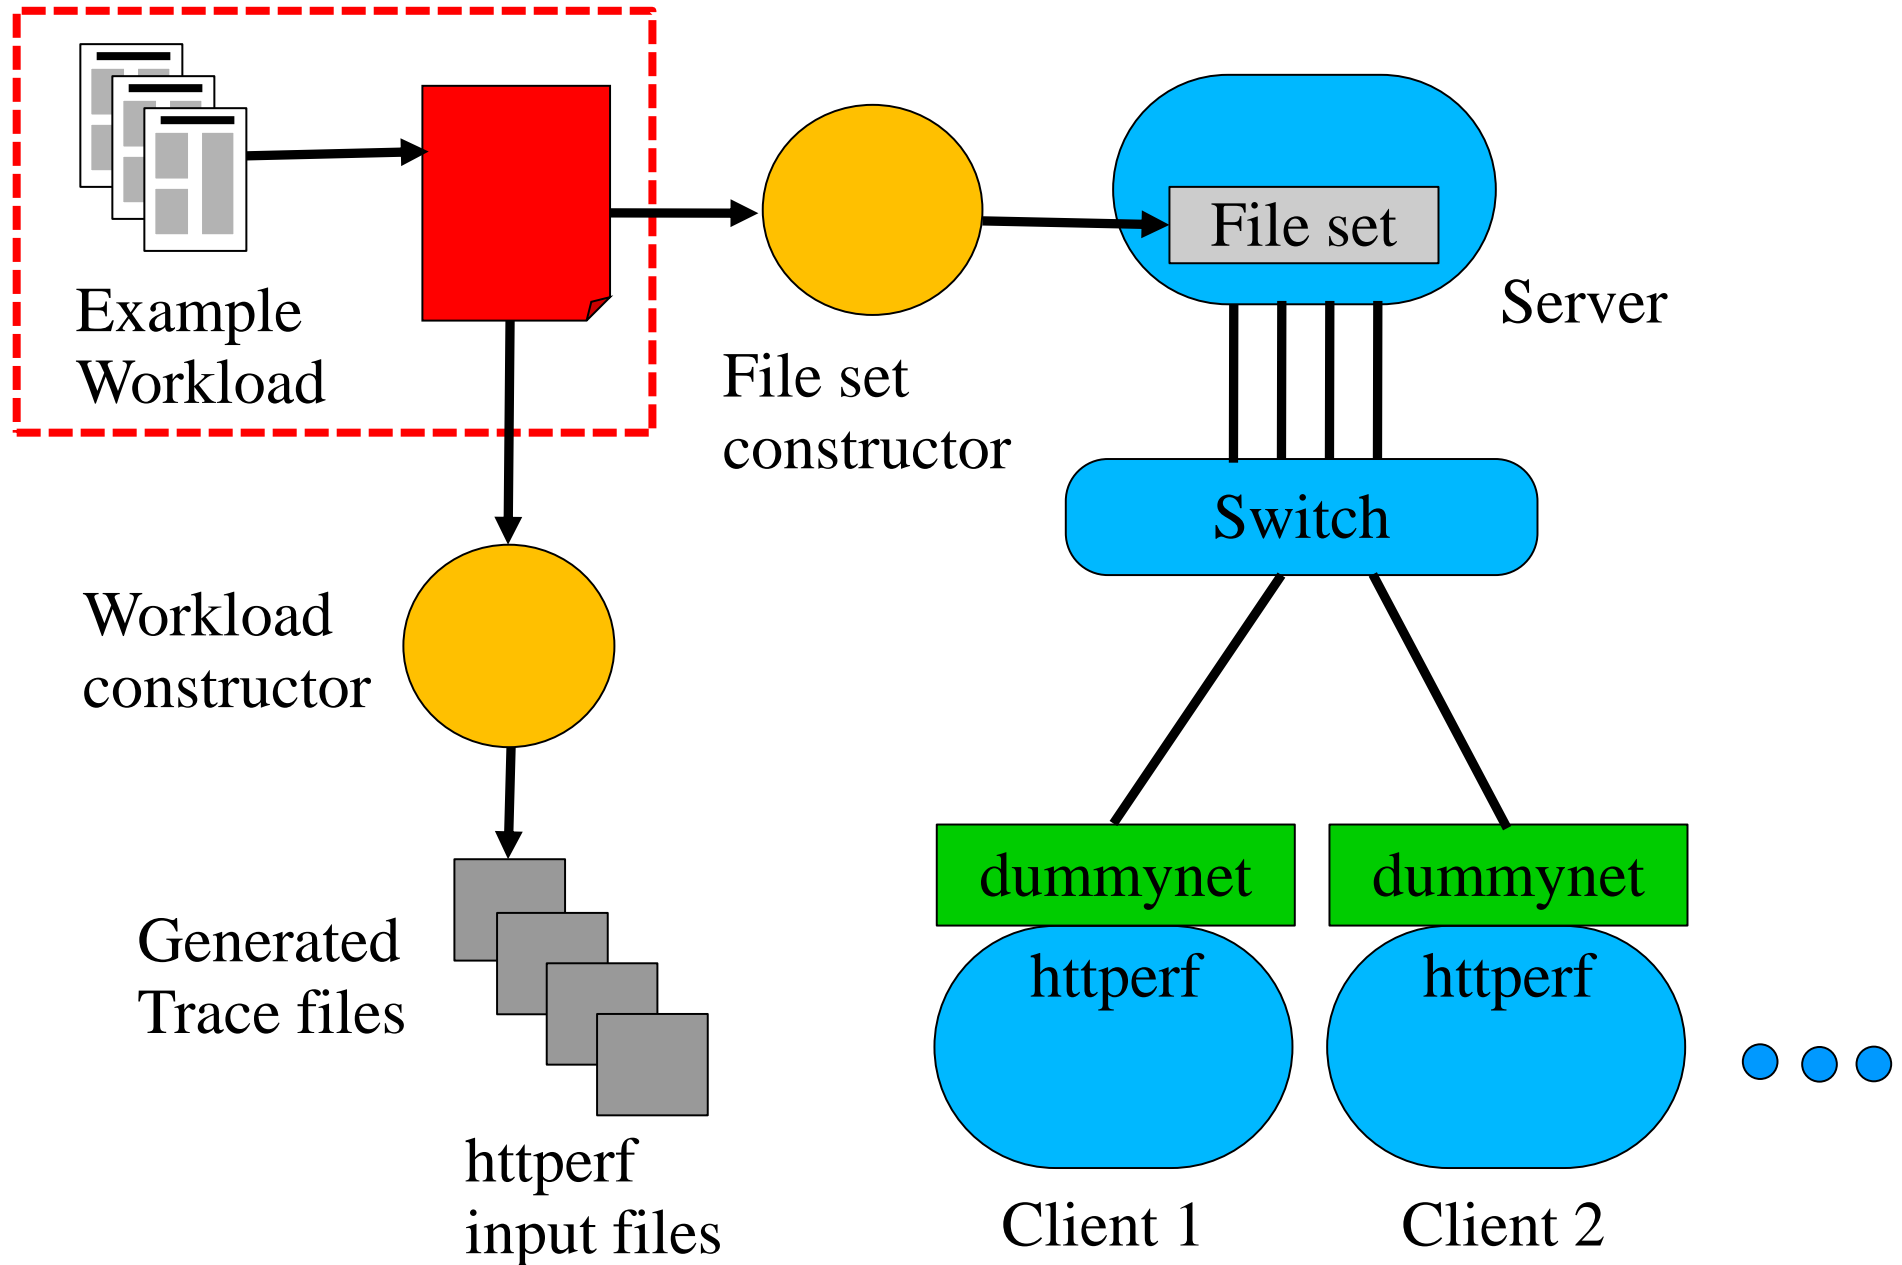 Example
Workload
File set
Server
File set
constructor
Switch
Workload
constructor
dummynet
dummynet
Generated
Trace files
httperf
httperf
httperf
input files
Client 1
Client 2